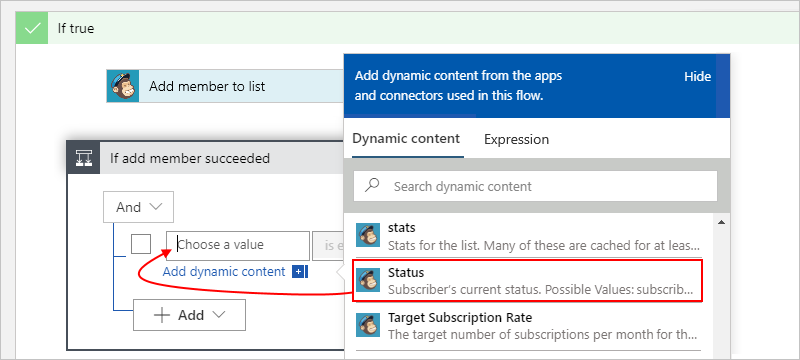 If true
Add member to list
If add member succeeded
And
Choose a value
is e
Add dynamic content
Add
Add dynamic content from the apps
and connectors used in this flow.
Hide
Dynamic content
Expression
Search dynamic content
stats
Stats for the list. Many of these are cached for at leas...
Status
Subscriber's current status. Possible Values: subscrib...
Target Subscription Rate
The target number of subscriptions per month for th...